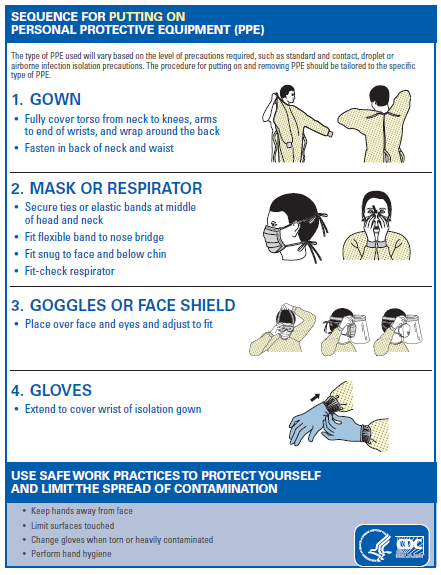 SEQUENCE FOR PUTTING ON
PERSONAL PROTECTIVE EQUIPMENT (PPE)
The type of PPE used will vary based on the level of precautions required, such as standard and contact, droplet or
airborne infection isolation precautions. The procedure for putting on and removing PPE should be tailored to the specific
type of PPE.
1. GOWN
• Fully cover torso from neck to knees, arms
to end of wrists, and wrap around the back
• Fasten in back of neck and waist
2. MASK OR RESPIRATOR
• Secure ties or elastic bands at middle
of head and neck
• Fit flexible band to nose bridge
• Fit snug to face and below chin
• Fit-check respirator
3. GOGGLES OR FACE SHIELD
• Place over face and eyes and adjust to fit
4. GLOVES
• Extend to cover wrist of isolation gown
USE SAFE WORK PRACTICES TO PROTECT YOURSELF
AND LIMIT THE SPREAD OF CONTAMINATION
• Keep hands away from face
• Limit surfaces touched
• Change gloves when torn or heavily contaminated
• Perform hand hygiene
CDC